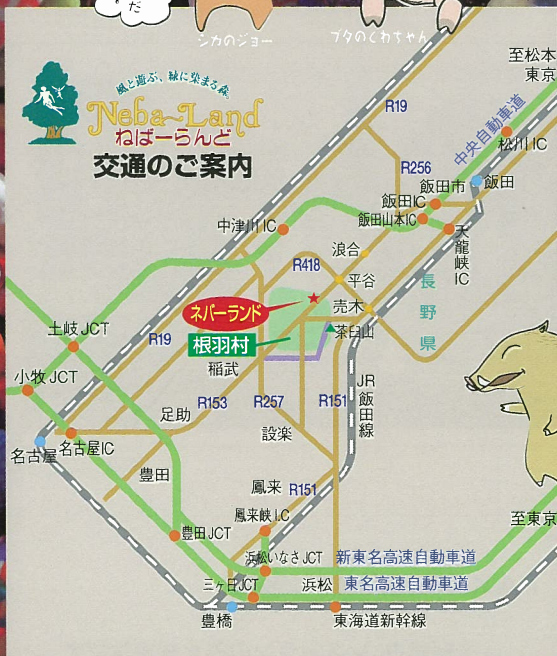 だ
シカのジョー
ブタのくわちゃん
風と遊ぶ、緑に染まる森。
Neba-Land
ねばーらんど
交通のご案内
至松本
東京
R19
中央自動車道
松川IC
R256
飯田市
飯田
飯田IC
飯田山本IC
天龍峡IC
中津川IC
浪合
R418
平谷
長野県
ネバーランド
売木
茶臼山
根羽村
土岐JCT
R19
稲武
小牧JCT
R153
R257
R151
JR飯田線
足助
設楽
名古屋
名古屋IC
豊田
鳳来
R151
鳳来峡I.C
至東京
豊田JCT
浜松いなさJCT
新東名高速自動車道
三ヶ日JCT
浜松
東名高速自動車道
豊橋
東海道新幹線